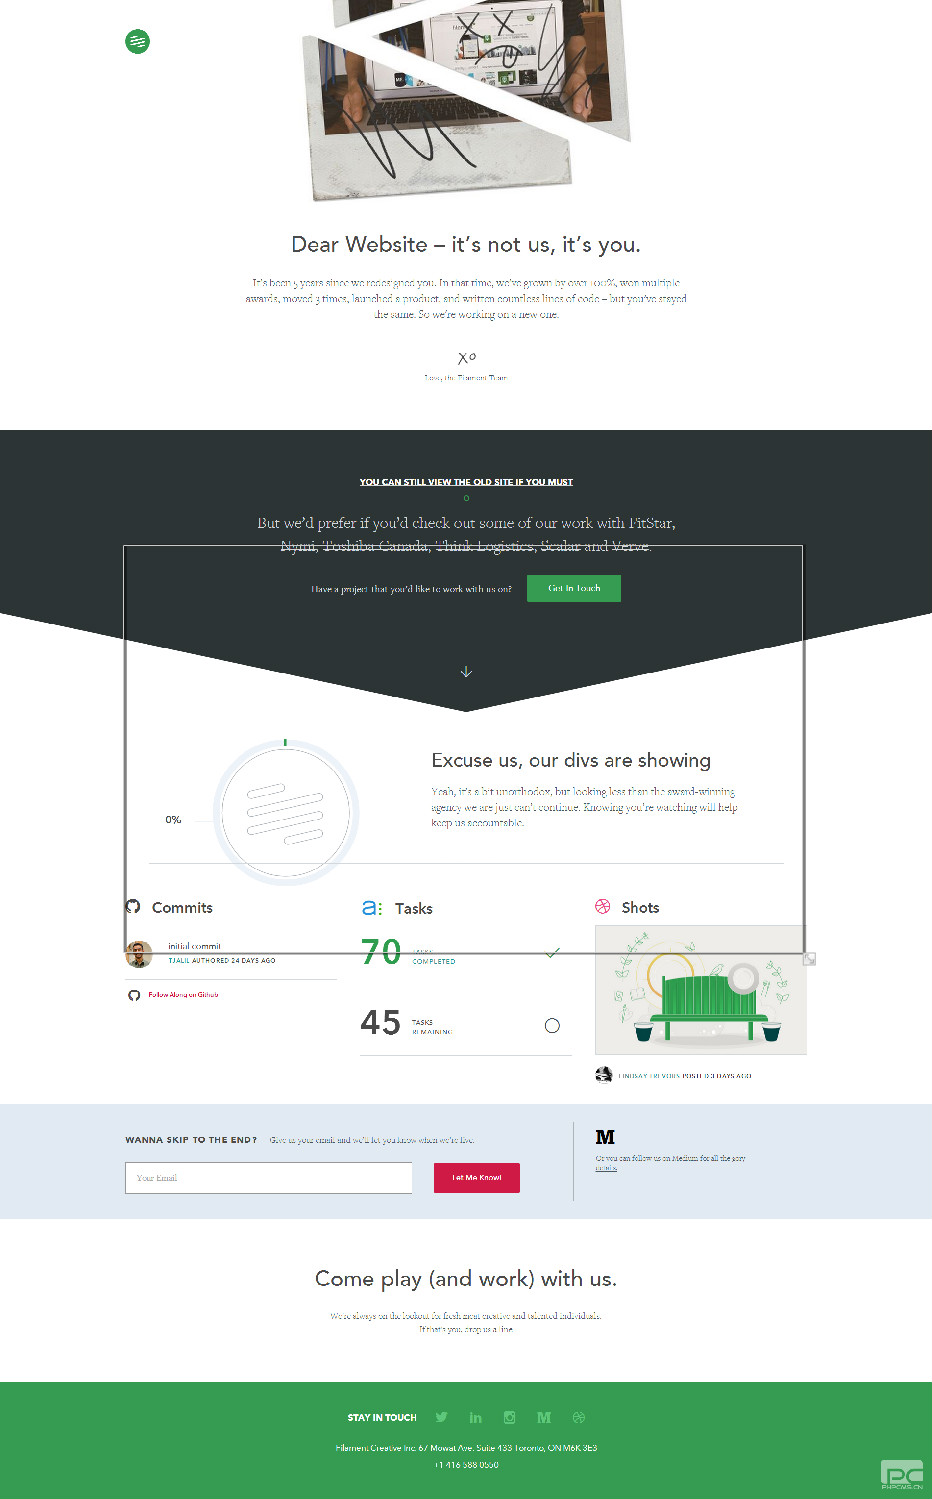 Dear Website – it's not us, it's you.
It's been 5 years since we redesigned you. In that time, we've grown by over 100%, won multiple
awards, moved 3 times, launched a product, and written countless lines of code – but you've stayed
the same. So we're working on a new one.
xo
Love, the Filament Team
YOU CAN STILL VIEW THE OLD SITE IF YOU MUST
But we'd prefer if you'd check out some of our work with FitStar,
Nymi, Toshiba Canada, Think Logistics, Scalar and Verve.
Have a project that you'd like to work with us on?
Get In Touch
Excuse us, our divs are showing
Yeah, it's a bit unorthodox, but looking less than the award-winning
agency we are just can't continue. Knowing you're watching will help
keep us accountable.
0%
Commits
initial commit
TJALIL AUTHORED 24 DAYS AGO
Follow Along on Github
a: Tasks
70
TASKS
COMPLETED
45
TASKS
REMAINING
Shots
LINDSAY TREVORS POSTED 3 DAYS AGO
WANNA SKIP TO THE END? Give us your email and we'll let you know when we're live.
Your Email
Let Me Know!
M
Or you can follow us on Medium for all the gory
details.
Come play (and work) with us.
We're always on the lookout for fresh meat creative and talented individuals.
If that's you, drop us a line.
STAY IN TOUCH
Filament Creative Inc. 67 Mowat Ave. Suite 433 Toronto, ON M6K 3E3
+1 416 588 0550
PC
PHPCMS.CN